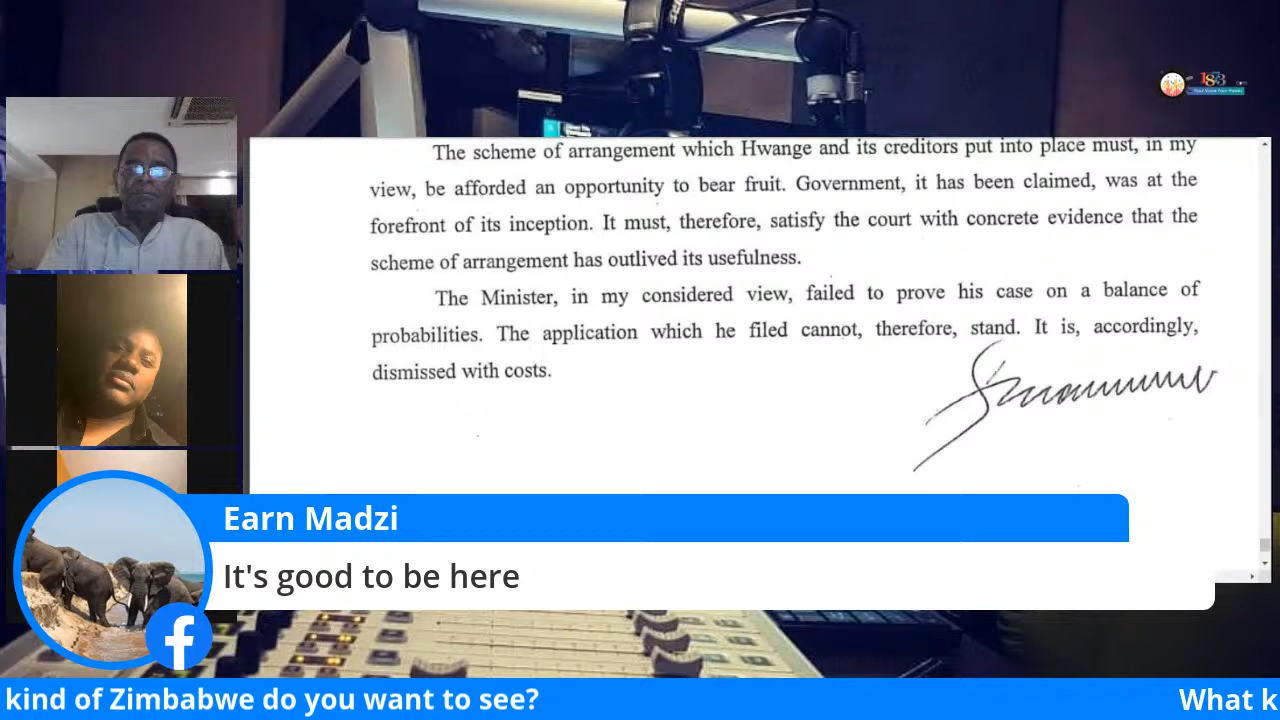 183
Your Voice Your Power
The scheme of arrangement which Hwange and its creditors put into place must, in my
view, be afforded an opportunity to bear fruit. Government, it has been claimed, was at the
forefront of its inception. It must, therefore, satisfy the court with concrete evidence that the
scheme of arrangement has outlived its usefulness.
The Minister, in my considered view, failed to prove his case on a balance of
probabilities. The application which he filed cannot, therefore, stand. It is, accordingly,
dismissed with costs.
Earn Madzi
It's good to be here
kind of Zimbabwe do you want to see?
What k